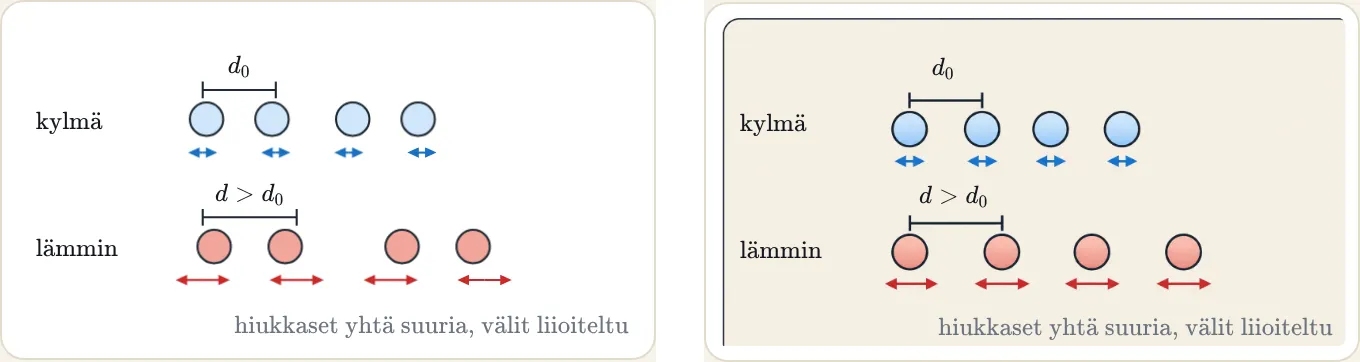 d₀
kylmä
d > d₀
lämmin
hiukkaset yhtä suuria, välit liioiteltu
d₀
kylmä
d > d₀
lämmin
hiukkaset yhtä suuria, välit liioiteltu